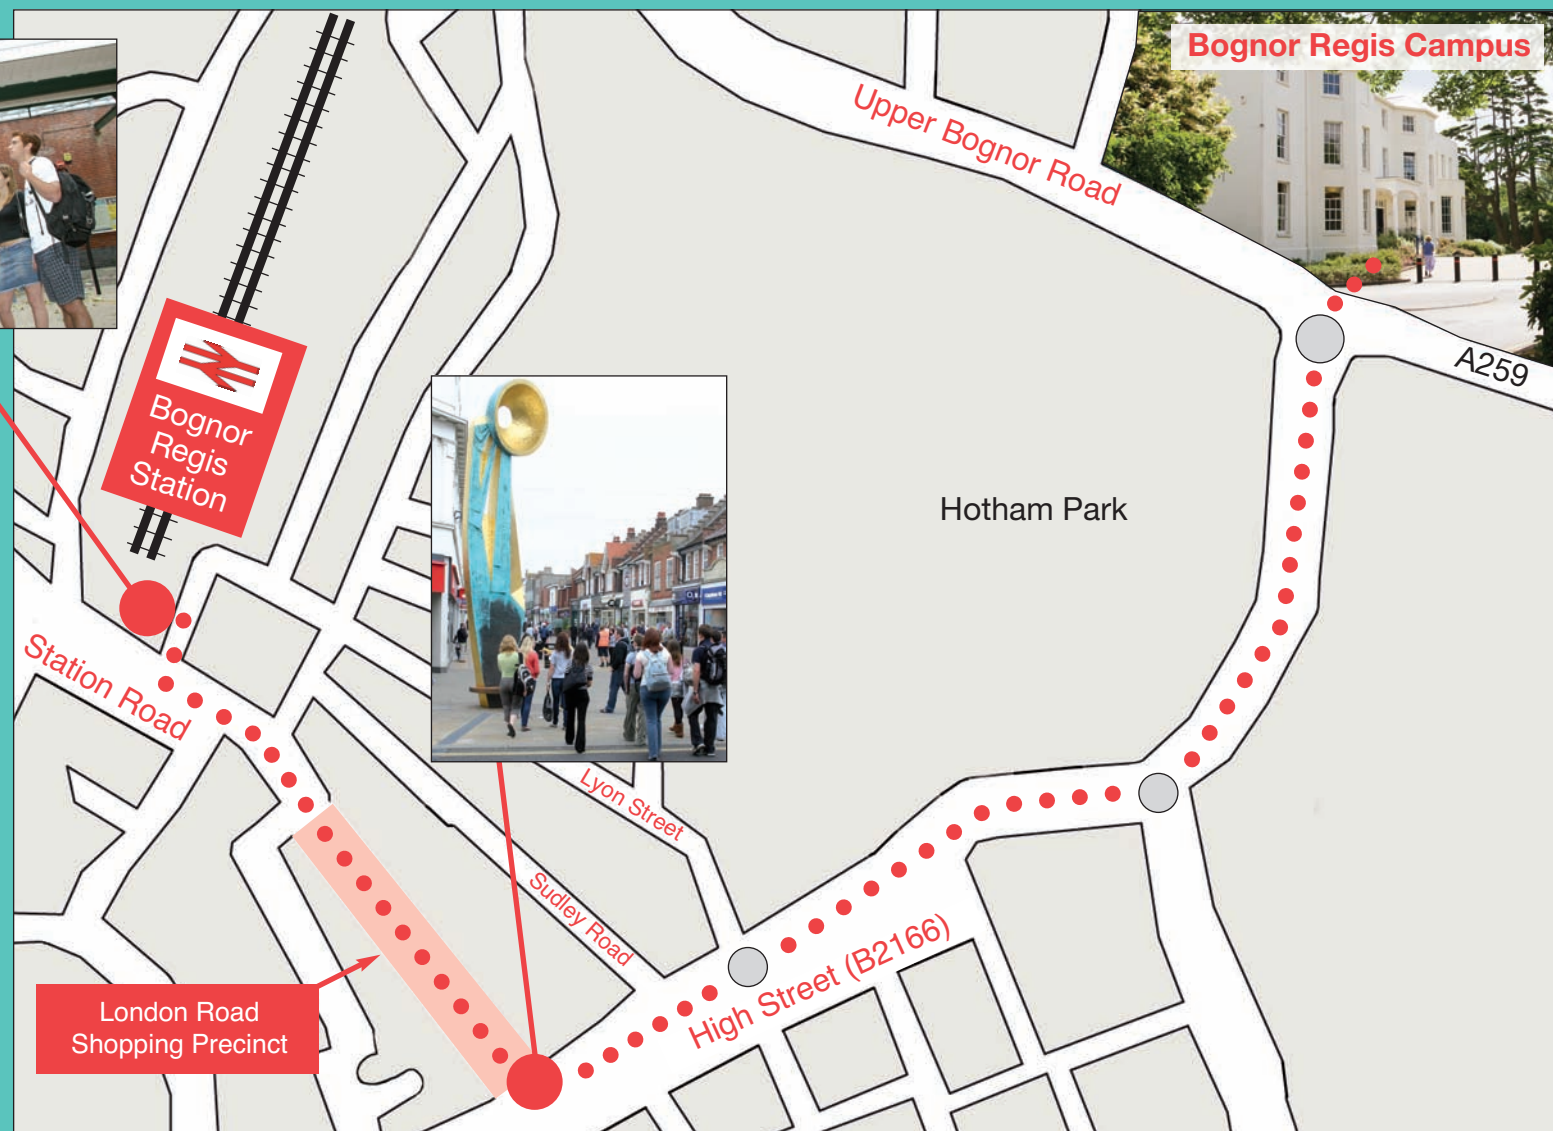 Bognor Regis Campus
Upper Bognor Road
A259
Bognor
Regis
Station
Hotham Park
Station Road
Lyon Street
Sudley Road
High Street (B2166)
London Road
Shopping Precinct